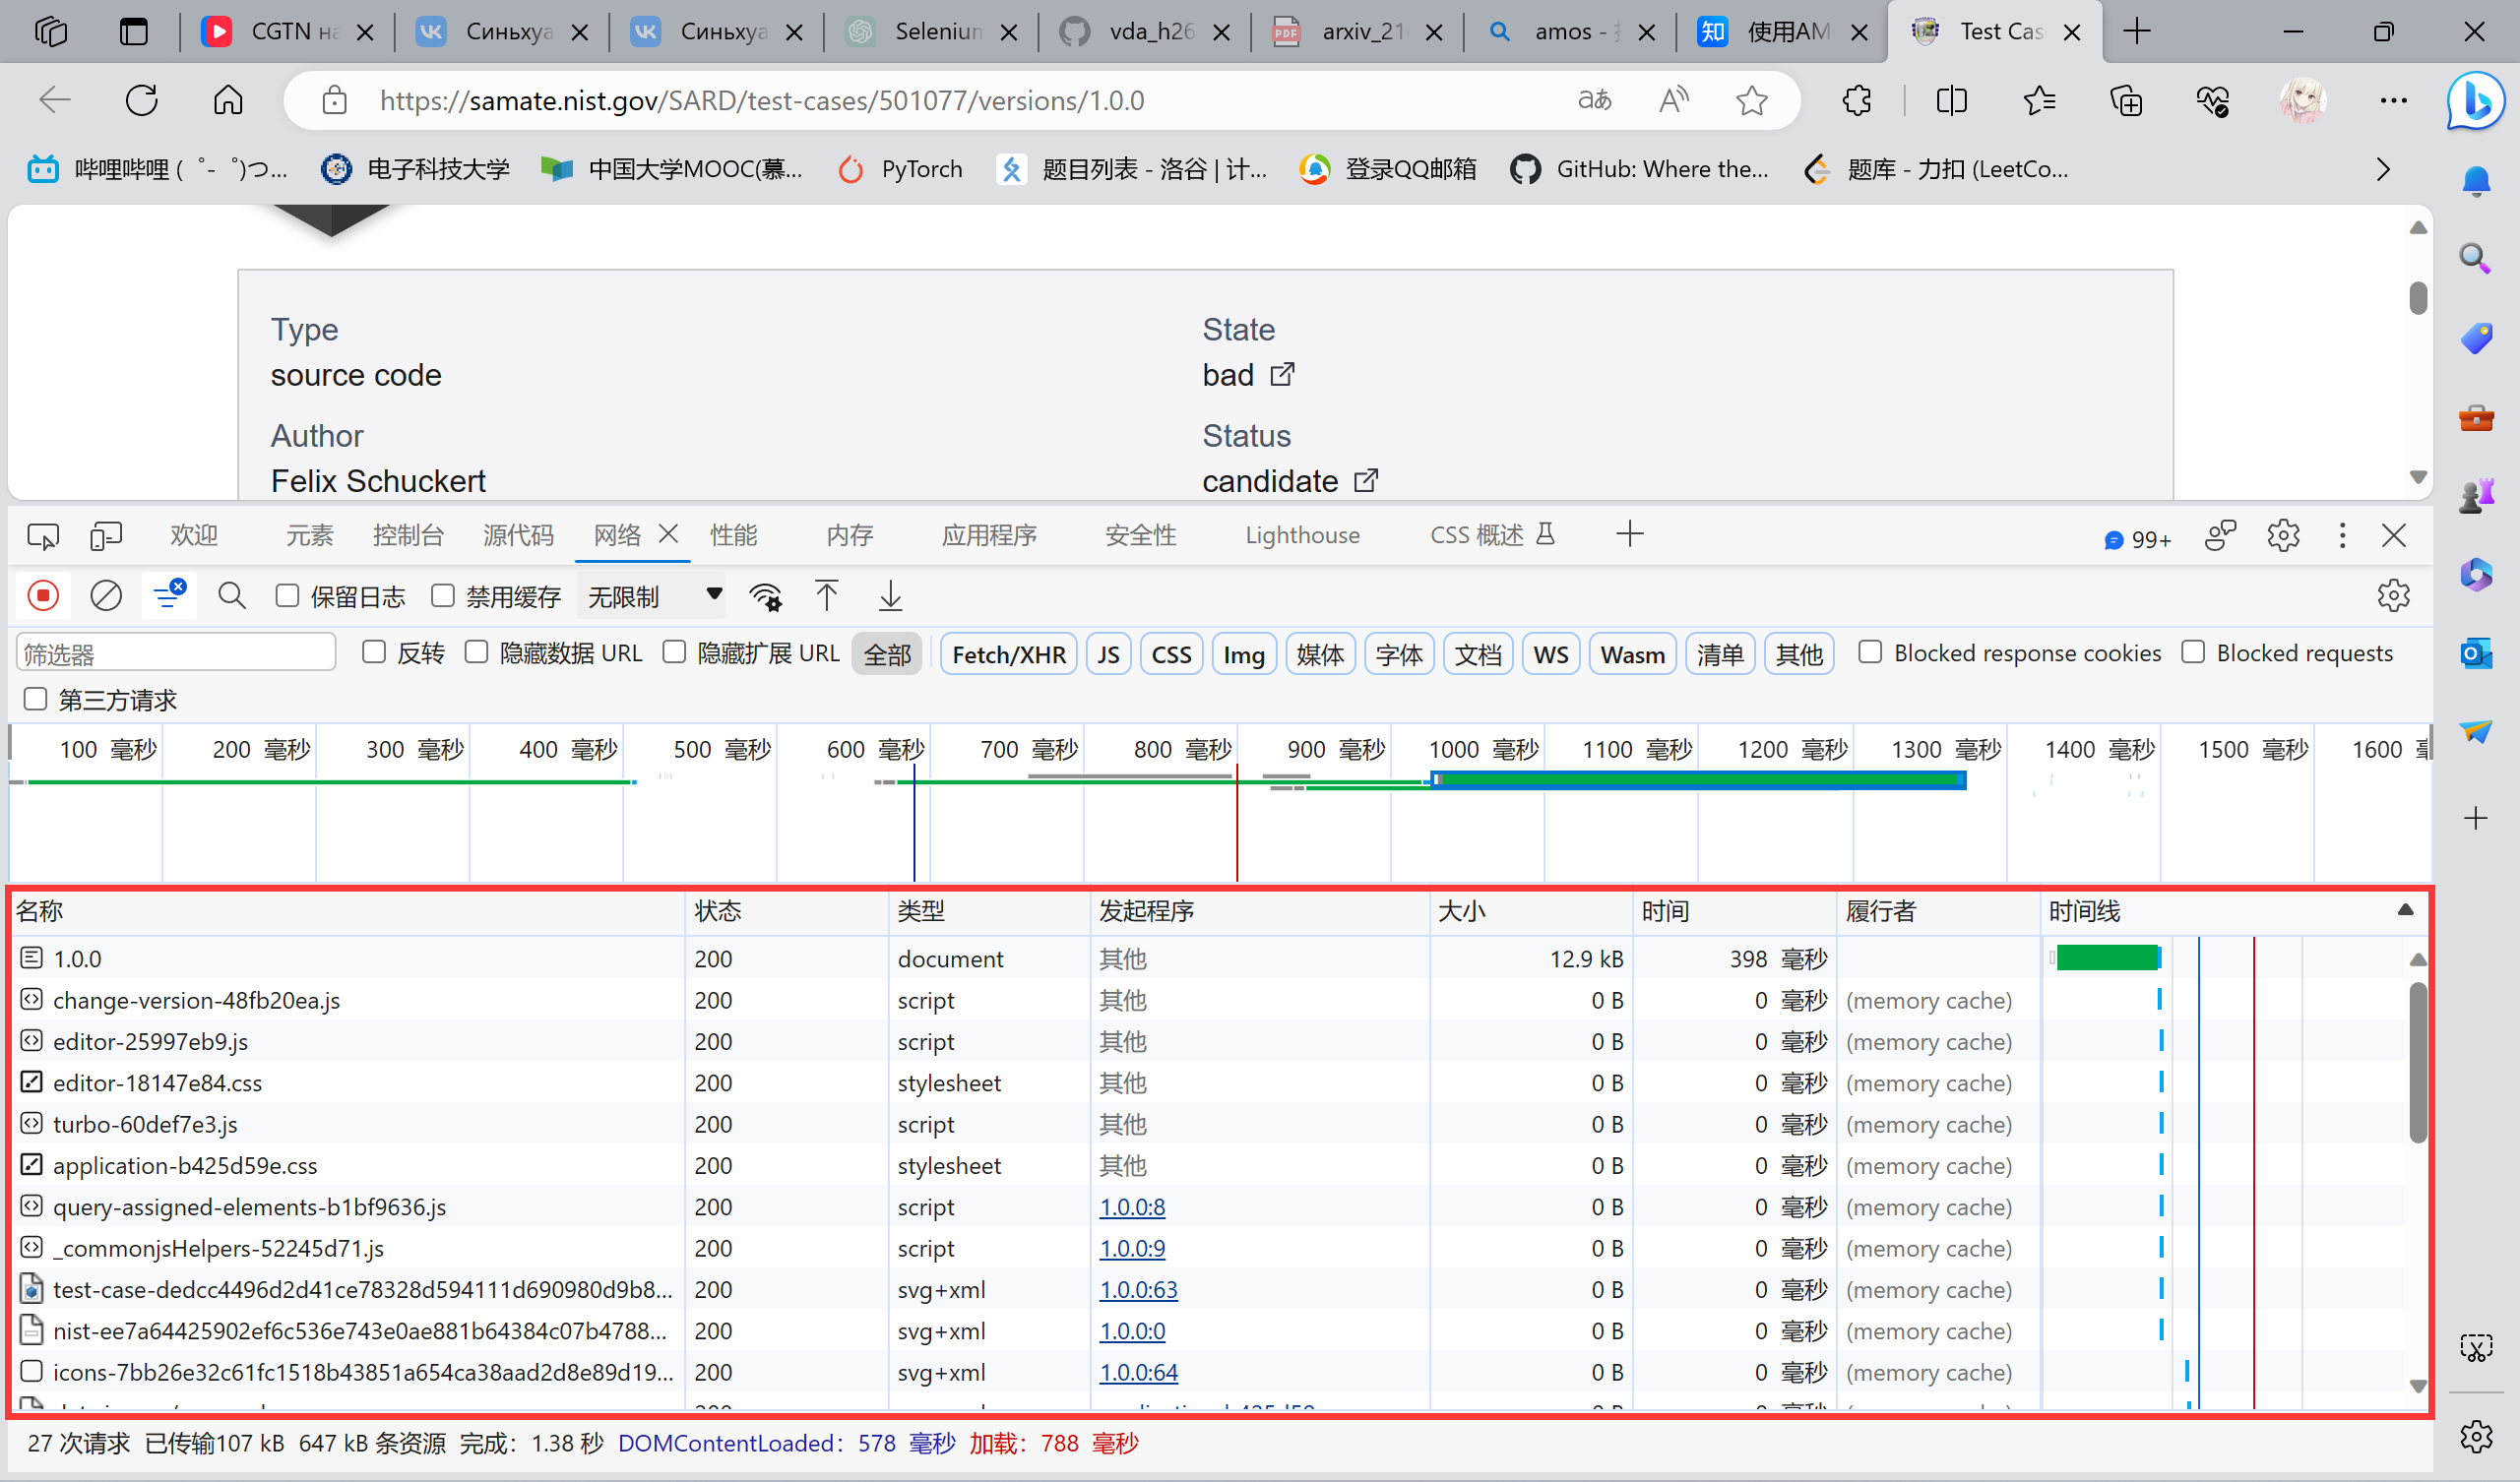 CGTN на
Синьхуа
Синьхуа
Selenium
vda_h26
arxiv_21
amos -
使用AM
Test Cas
https://samate.nist.gov/SARD/test-cases/501077/versions/1.0.0
哔哩哔哩 (゜-゜)つ...
电子科技大学
中国大学MOOC(慕...
PyTorch
题目列表 - 洛谷 | 计...
登录QQ邮箱
GitHub: Where the...
题库 - 力扣 (LeetCo...
Type State
source code bad
Author Status
Felix Schuckert candidate
欢迎 元素 控制台 源代码 网络 性能 内存 应用程序 安全性 Lighthouse CSS 概述 99+
保留日志 禁用缓存 无限制
筛选器 反转 隐藏数据 URL 隐藏扩展 URL 全部 Fetch/XHR JS CSS Img 媒体 字体 文档 WS Wasm 清单 其他 Blocked response cookies Blocked requests
第三方请求
100 毫秒 200 毫秒 300 毫秒 400 毫秒 500 毫秒 600 毫秒 700 毫秒 800 毫秒 900 毫秒 1000 毫秒 1100 毫秒 1200 毫秒 1300 毫秒 1400 毫秒 1500 毫秒 1600
名称 状态 类型 发起程序 大小 时间 履行者 时间线
1.0.0 200 document 其他 12.9 kB 398 毫秒
change-version-48fb20ea.js 200 script 其他 0 B 0 毫秒 (memory cache)
editor-25997eb9.js 200 script 其他 0 B 0 毫秒 (memory cache)
editor-18147e84.css 200 stylesheet 其他 0 B 0 毫秒 (memory cache)
turbo-60def7e3.js 200 script 其他 0 B 0 毫秒 (memory cache)
application-b425d59e.css 200 stylesheet 其他 0 B 0 毫秒 (memory cache)
query-assigned-elements-b1bf9636.js 200 script 1.0.0:8 0 B 0 毫秒 (memory cache)
_commonjsHelpers-52245d71.js 200 script 1.0.0:9 0 B 0 毫秒 (memory cache)
test-case-dedcc4496d2d41ce78328d594111d690980d9b8... 200 svg+xml 1.0.0:63 0 B 0 毫秒 (memory cache)
nist-ee7a64425902ef6c536e743e0ae881b64384c07b4788... 200 svg+xml 1.0.0:0 0 B 0 毫秒 (memory cache)
icons-7bb26e32c61fc1518b43851a654ca38aad2d8e89d19... 200 svg+xml 1.0.0:64 0 B 0 毫秒 (memory cache)
27 次请求 已传输107 kB 647 kB 条资源 完成：1.38 秒 DOMContentLoaded：578 毫秒 加载：788 毫秒